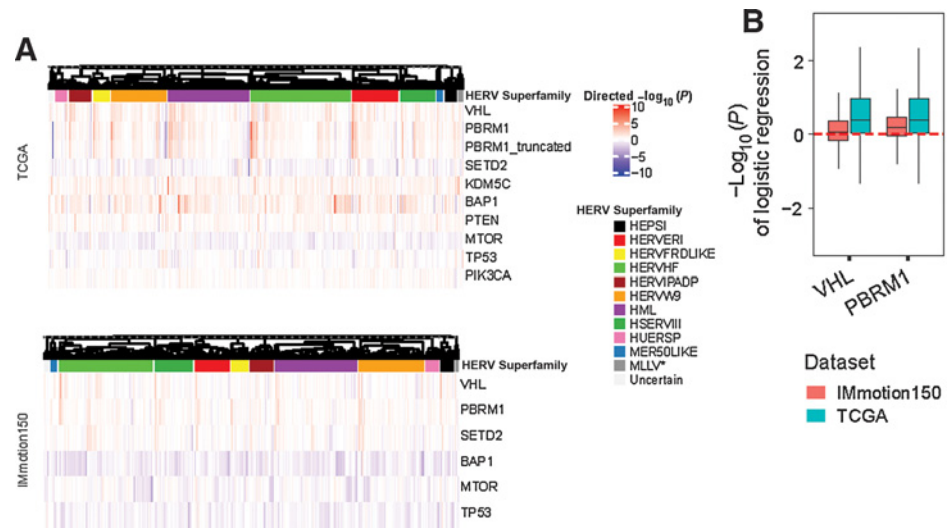 A
HERV Superfamily
TCGA
VHL
PBRM1
PBRM1_truncated
SETD2
KDM5C
BAP1
PTEN
MTOR
TP53
PIK3CA
Directed −log10 (P)
10
5
0
−5
−10
HERV Superfamily
HEPSI
HERVERI
HERVFRDLIKE
HERVHF
HERVIPADP
HERVW9
HML
HSERVIII
HUERSP
MER50LIKE
MLLV*
Uncertain
HERV Superfamily
IMmotion150
VHL
PBRM1
SETD2
BAP1
MTOR
TP53
B
−Log10 (P)
of logistic regression
2
0
−2
VHL
PBRM1
Dataset
IMmotion150
TCGA